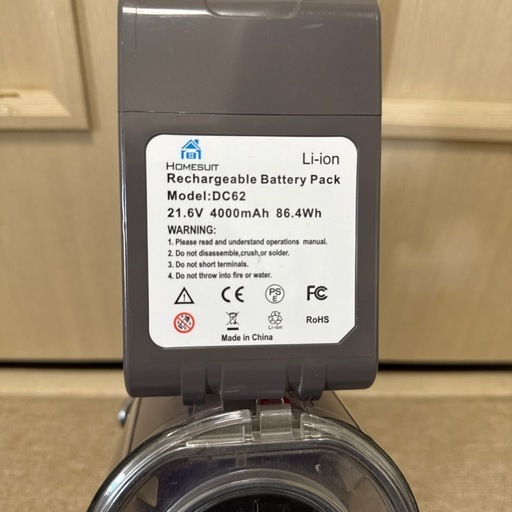 HOMESUIT
Li-ion
Rechargeable Battery Pack
Model:DC62
21.6V 4000mAh 86.4Wh
WARNING:
1. Please read and understand operations manual.
2. Do not disassemble,crush,or solder.
3. Do not short terminals.
4. Do not throw into fire or water.
CE PSE FC
Li-ion RoHS
Made in China